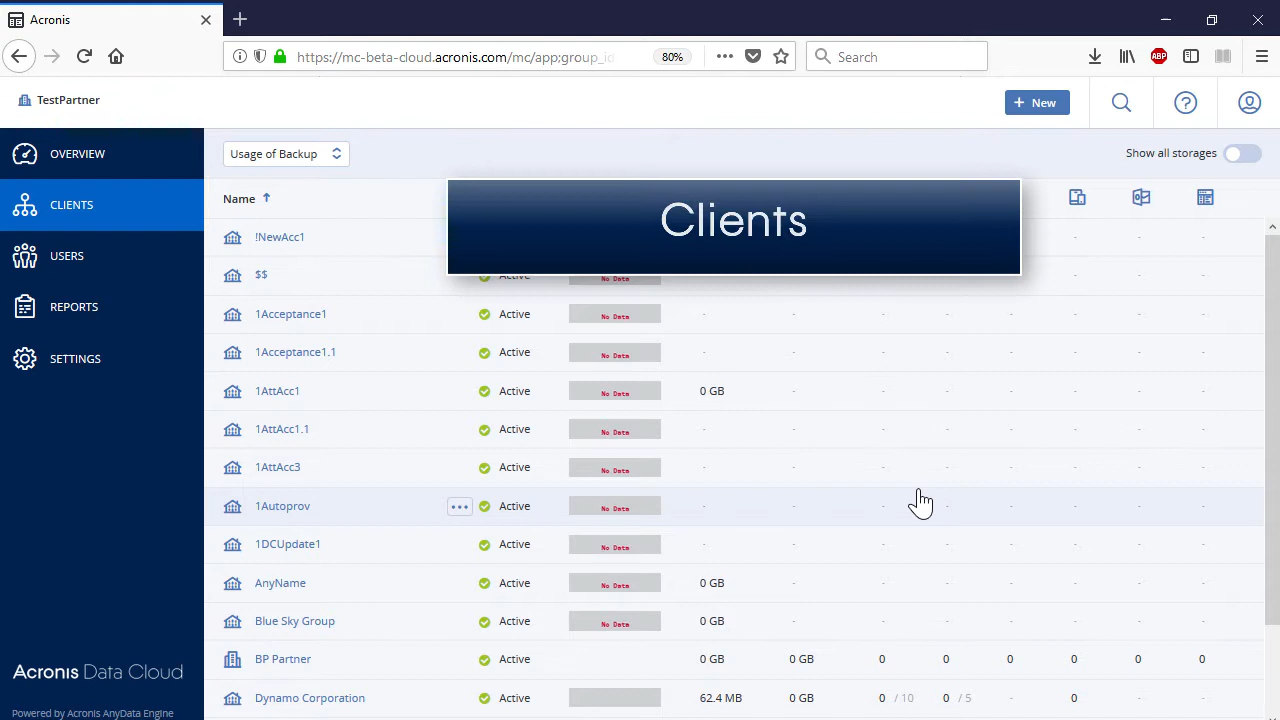 Acronis
https://mc-beta-cloud.acronis.com/mc/app;group_id
80%
Search
ABP
TestPartner
+ New
OVERVIEW
CLIENTS
USERS
REPORTS
SETTINGS
Usage of Backup
Show all storages
Name
Clients
!NewAcc1 - - -
$$ Active No Data - - -
1Acceptance1 Active No Data - - - - - - - -
1Acceptance1.1 Active No Data - - - - - - - -
1AttAcc1 Active No Data 0 GB - - - - - - -
1AttAcc1.1 Active No Data - - - - - - - -
1AttAcc3 Active No Data - - - - - - - -
1Autoprov Active No Data - - - - - - - -
1DCUpdate1 Active No Data - - - - - - - -
AnyName Active No Data 0 GB - - - - - - -
Blue Sky Group Active No Data 0 GB - - - - - - -
BP Partner Active 0 GB 0 GB 0 0 0 0 0 0
Dynamo Corporation Active 62.4 MB 0 GB 0 / 10 0 / 5 - 0 - -
Acronis Data Cloud
Powered by Acronis AnyData Engine